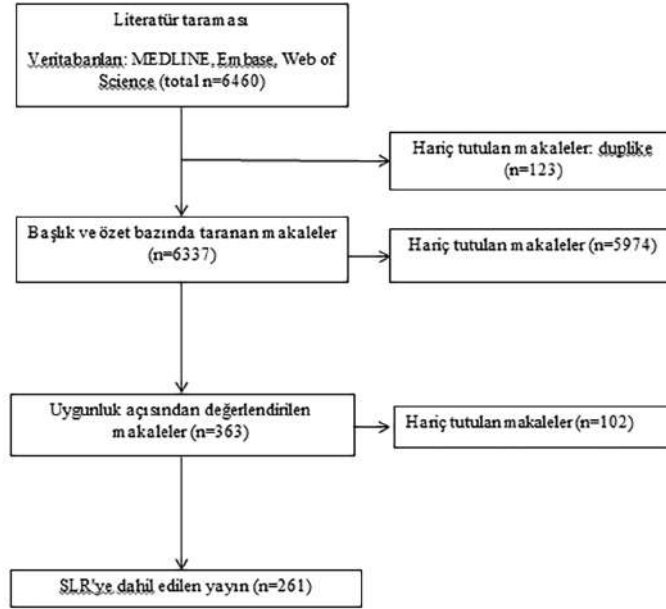 Literatür taraması
Veritabanları: MEDLINE, Embase, Web of
Science (total n=6460)
Hariç tutulan makaleler: duplike
(n=123)
Başlık ve özet bazında taranan makaleler
(n=6337)
Hariç tutulan makaleler (n=5974)
Uygunluk açısından değerlendirilen
makaleler (n=363)
Hariç tutulan makaleler (n=102)
SLR'ye dahil edilen yayın (n=261)